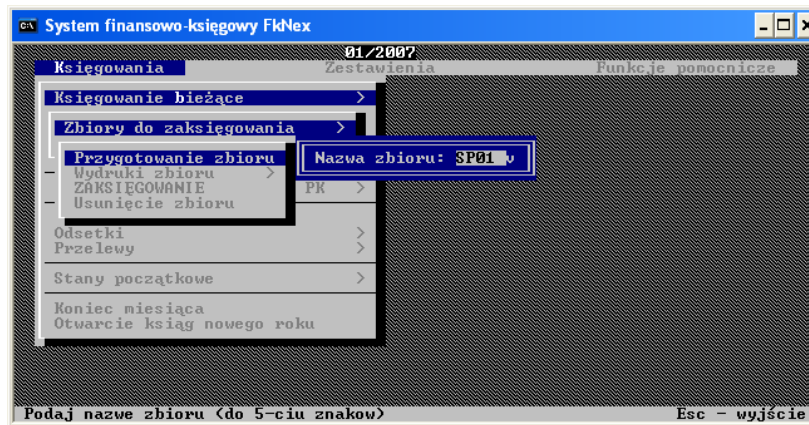 System finansowo-księgowy FkNex
01/2007
Księgowania Zestawienia Funkcje pomocnicze
Księgowanie bieżące >
Zbiory do zaksięgowania >
Przygotowanie zbioru Nazwa zbioru: SP01 v
Wydruki zbioru >
ZAKSIĘGOWANIE PK >
Usunięcie zbioru
Odsetki >
Przelewy >
Stany początkowe >
Koniec miesiąca
Otwarcie ksiąg nowego roku
Podaj nazwe zbioru (do 5-ciu znakow) Esc - wyjście